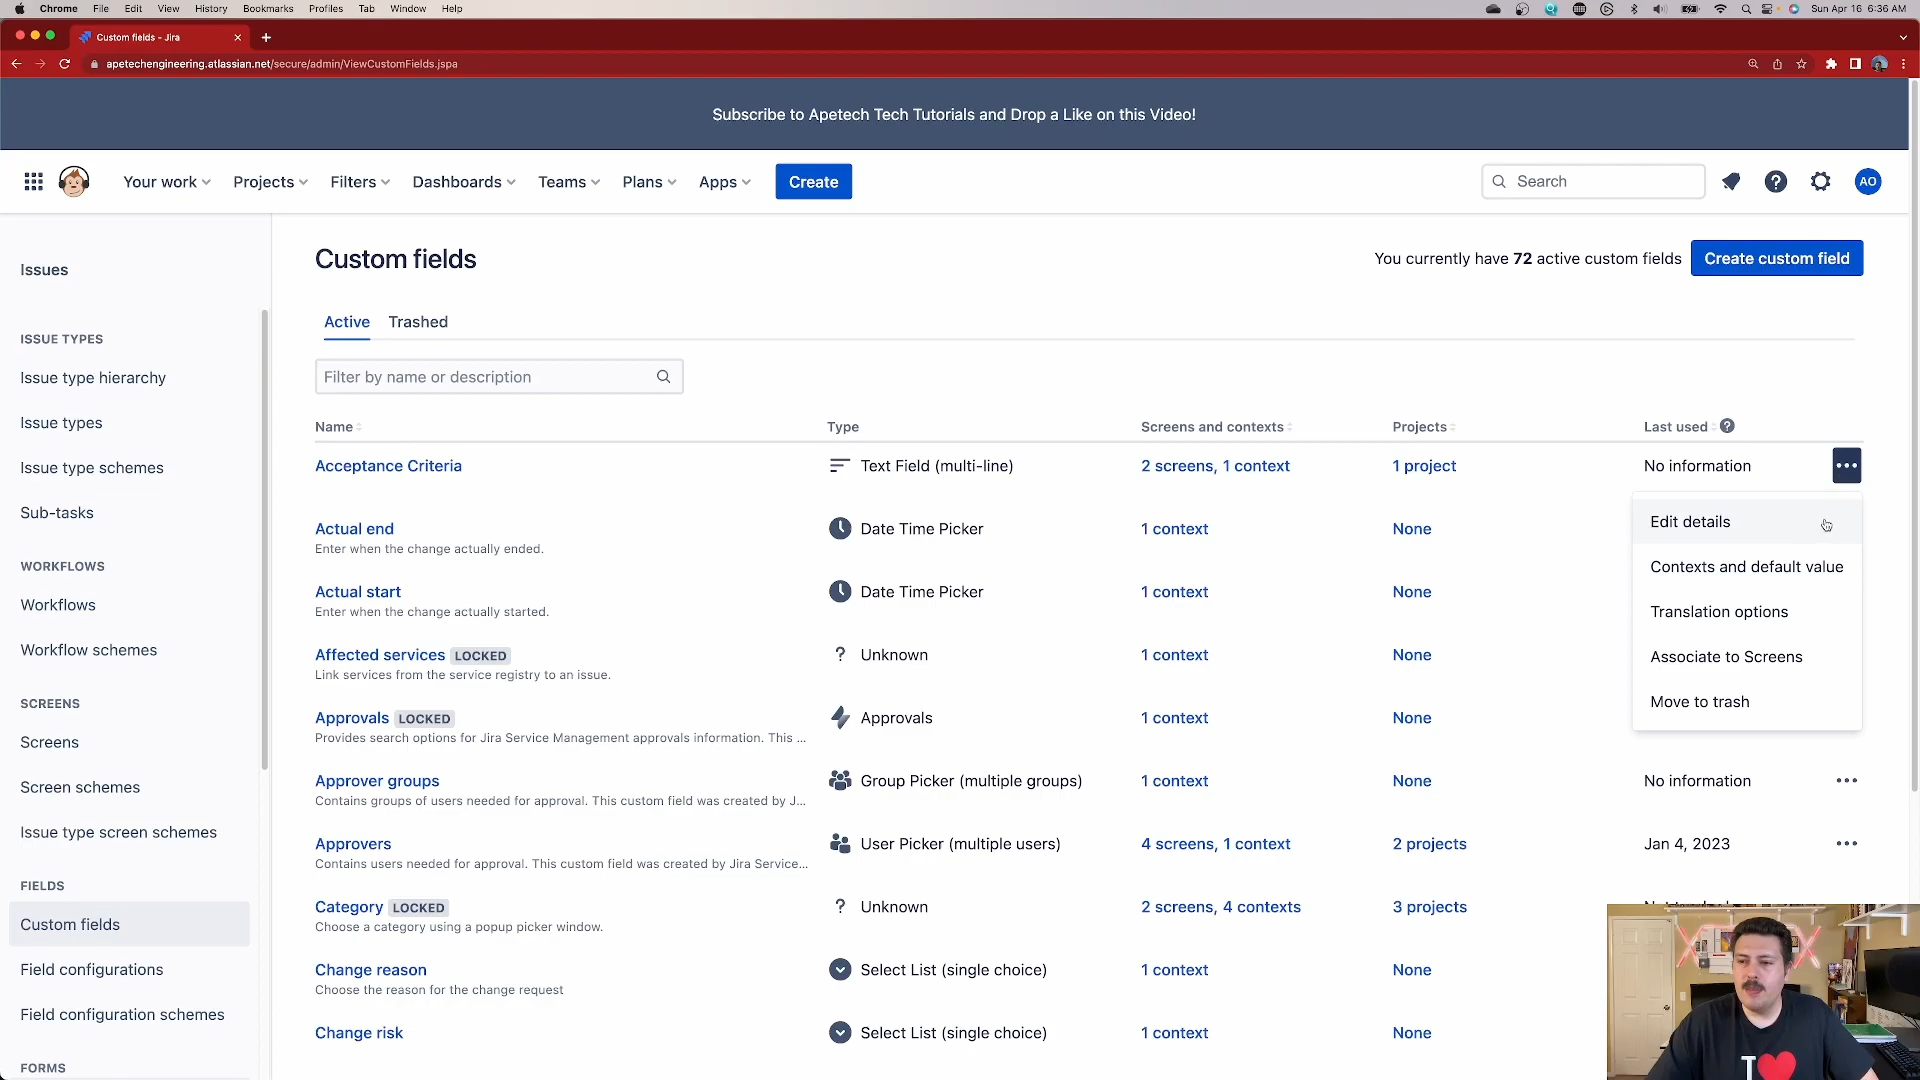 Chrome File Edit View History Bookmarks Profiles Tab Window Help
Sun Apr 16 6:36 AM
Custom fields - Jira
apetechengineering.atlassian.net/secure/admin/ViewCustomFields.jspa
Subscribe to Apetech Tech Tutorials and Drop a Like on this Video!
Your work Projects Filters Dashboards Teams Plans Apps Create Search AO
Issues
ISSUE TYPES
Issue type hierarchy
Issue types
Issue type schemes
Sub-tasks
WORKFLOWS
Workflows
Workflow schemes
SCREENS
Screens
Screen schemes
Issue type screen schemes
FIELDS
Custom fields
Field configurations
Field configuration schemes
FORMS
Custom fields
You currently have 72 active custom fields Create custom field
Active Trashed
Filter by name or description
Name Type Screens and contexts Projects Last used ?
Acceptance Criteria Text Field (multi-line) 2 screens, 1 context 1 project No information
Actual end Date Time Picker 1 context None
Enter when the change actually ended.
Actual start Date Time Picker 1 context None
Enter when the change actually started.
Affected services LOCKED ? Unknown 1 context None
Link services from the service registry to an issue.
Approvals LOCKED Approvals 1 context None
Provides search options for Jira Service Management approvals information. This ...
Approver groups Group Picker (multiple groups) 1 context None No information
Contains groups of users needed for approval. This custom field was created by J...
Approvers User Picker (multiple users) 4 screens, 1 context 2 projects Jan 4, 2023
Contains users needed for approval. This custom field was created by Jira Service...
Category LOCKED ? Unknown 2 screens, 4 contexts 3 projects
Choose a category using a popup picker window.
Change reason Select List (single choice) 1 context None
Choose the reason for the change request
Change risk Select List (single choice) 1 context None
Edit details
Contexts and default value
Translation options
Associate to Screens
Move to trash
I